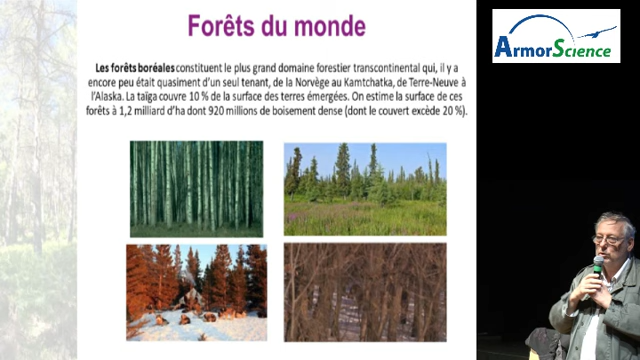 Forêts du monde
Les forêts boréales constituent le plus grand domaine forestier transcontinental qui, il y a
encore peu était quasiment d'un seul tenant, de la Norvège au Kamtchatka, de Terre-Neuve à
l'Alaska. La taïga couvre 10 % de la surface des terres émergées. On estime la surface de ces
forêts à 1,2 milliard d'ha dont 920 millions de boisement dense (dont le couvert excède 20 %).
ArmorScience